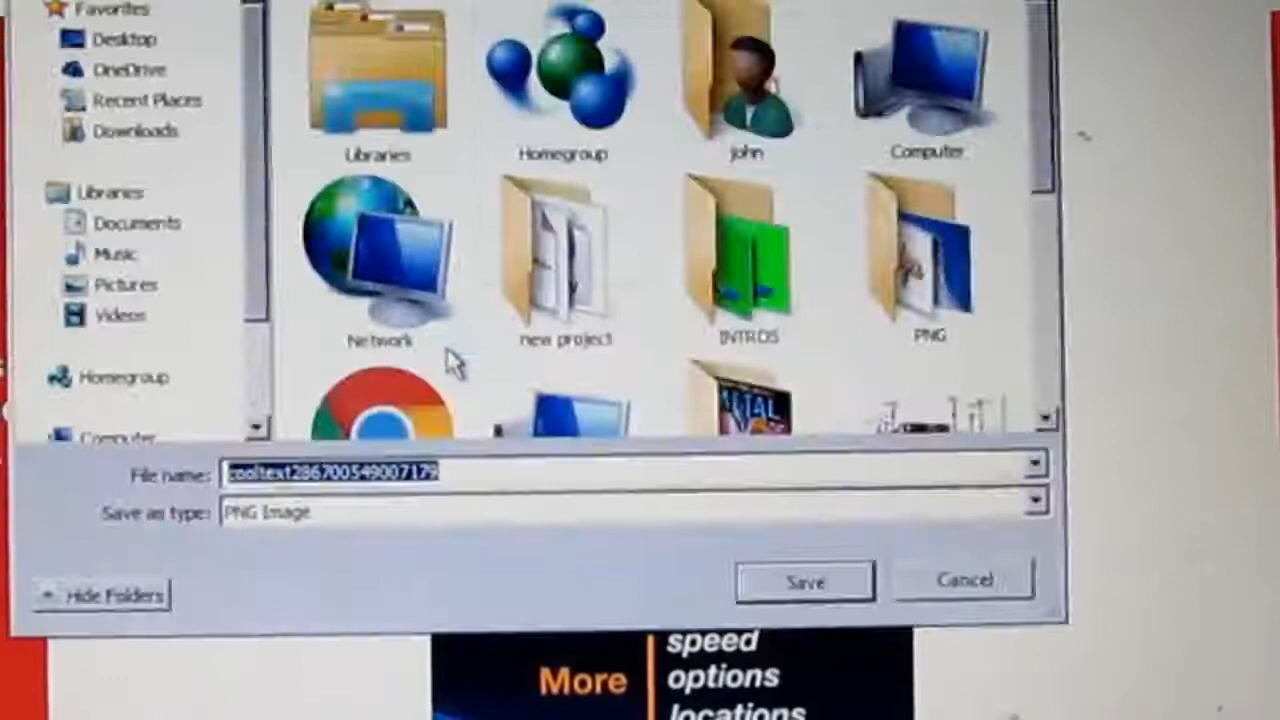 Favorites
Desktop
OneDrive
Recent Places
Downloads
Libraries
Documents
Music
Pictures
Videos
Homegroup
Computer
Libraries
Homegroup
john
Computer
Network
new project
INTROS
PNG
METAL
File name:
cooltext286700549007179
Save as type:
PNG Image
Hide Folders
Save
Cancel
More
speed
options
locations